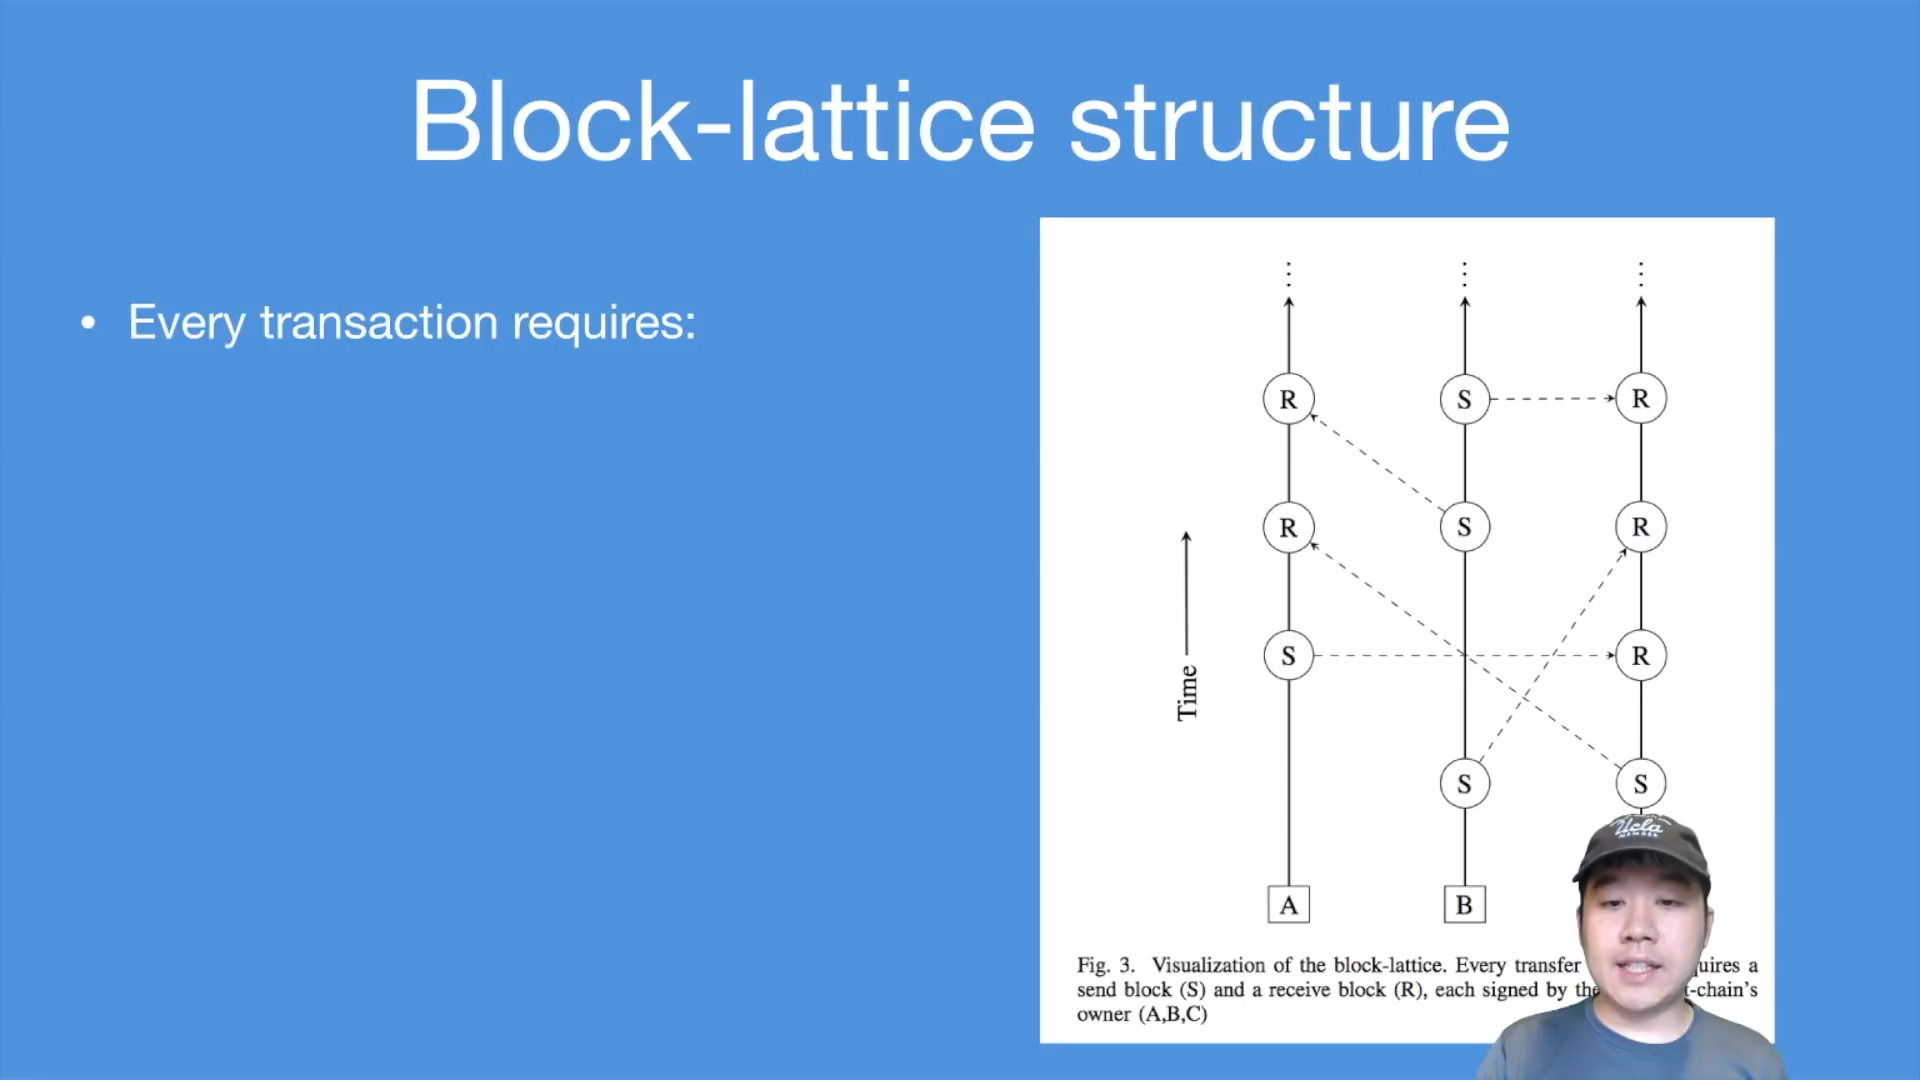 Block-lattice structure
• Every transaction requires:
R S R
R S R
S R
Time
S S
A B
Ucla
Fig. 3. Visualization of the block-lattice. Every transfer
send block (S) and a receive block (R), each signed by the
owner (A,B,C)